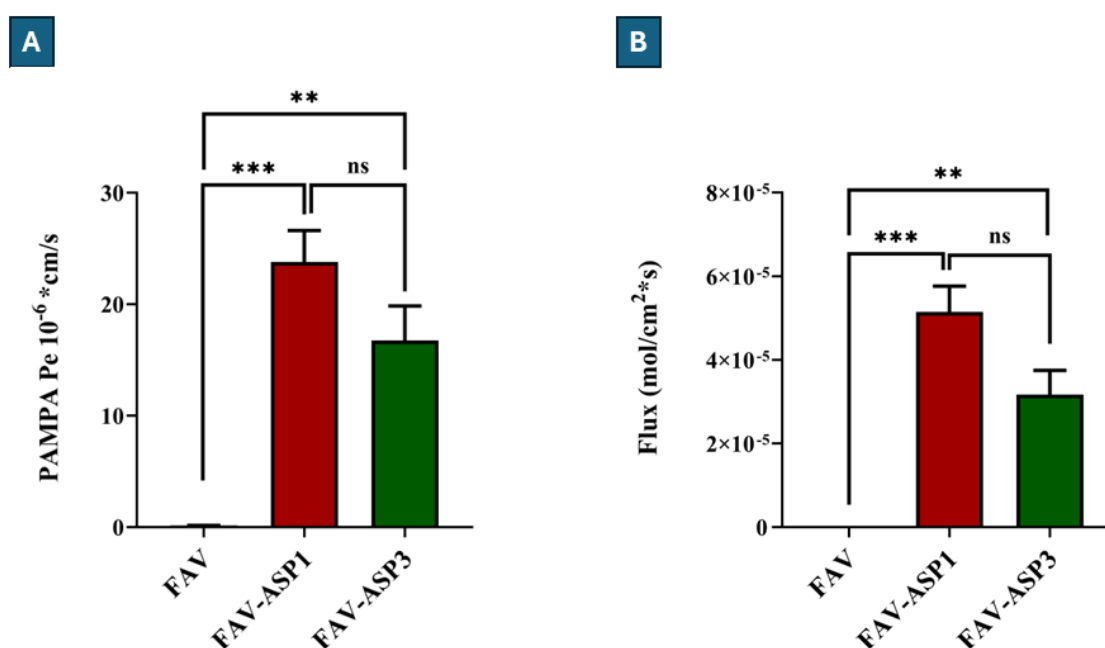 A
**
***
ns
PAMPA Pe 10⁻⁶ *cm/s
30
20
10
0
FAV
FAV-ASP1
FAV-ASP3
B
**
***
ns
Flux (mol/cm²*s)
8×10⁻⁵
6×10⁻⁵
4×10⁻⁵
2×10⁻⁵
0
FAV
FAV-ASP1
FAV-ASP3